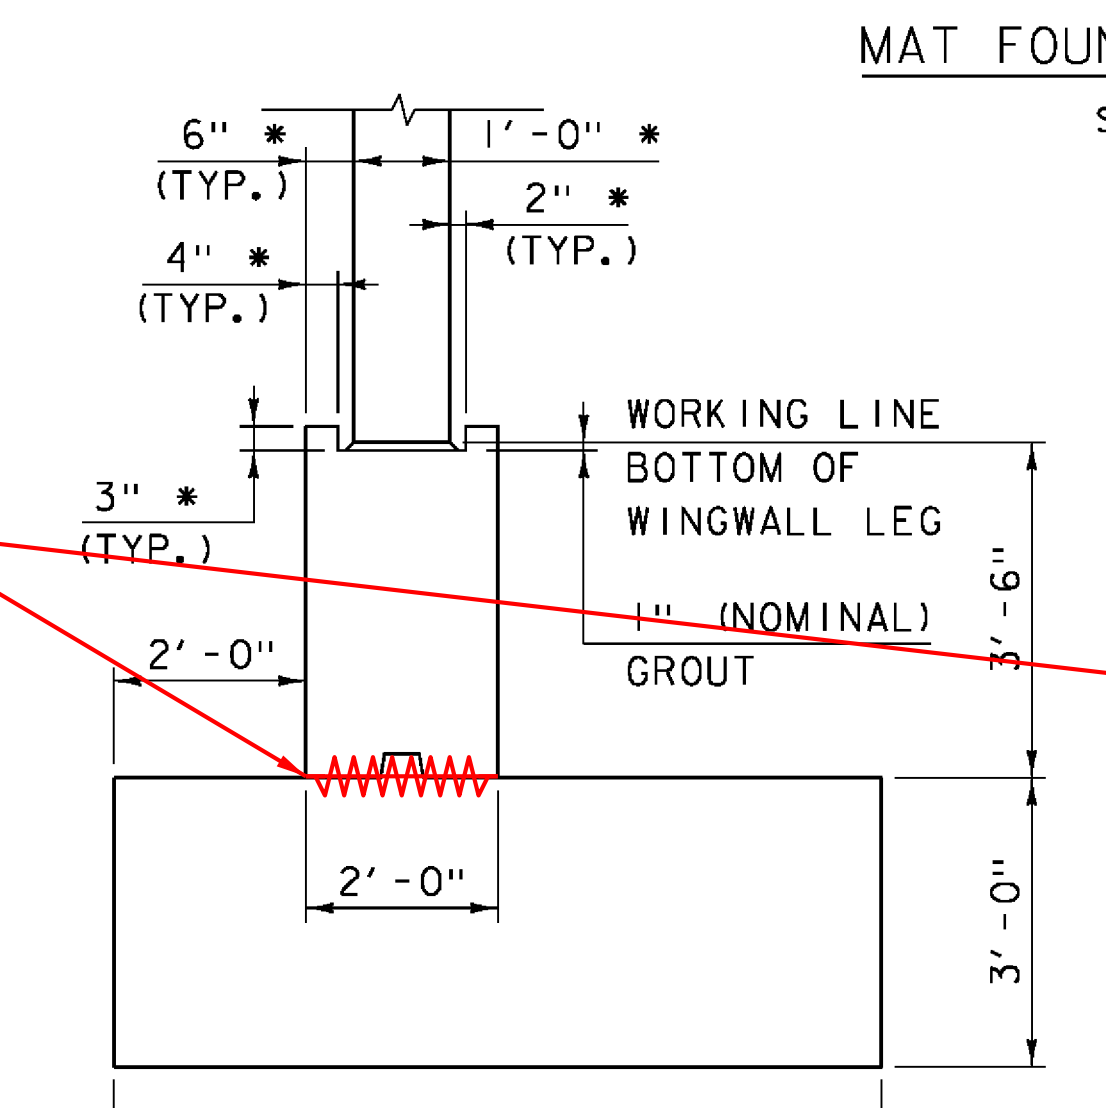 MAT FOUN
S
6" *
(TYP.)
1'-0" *
2" *
(TYP.)
4" *
(TYP.)
WORKING LINE
BOTTOM OF
WINGWALL LEG
3" *
(TYP.)
3'-6"
1" (NOMINAL)
GROUT
2'-0"
2'-0"
3'-0"